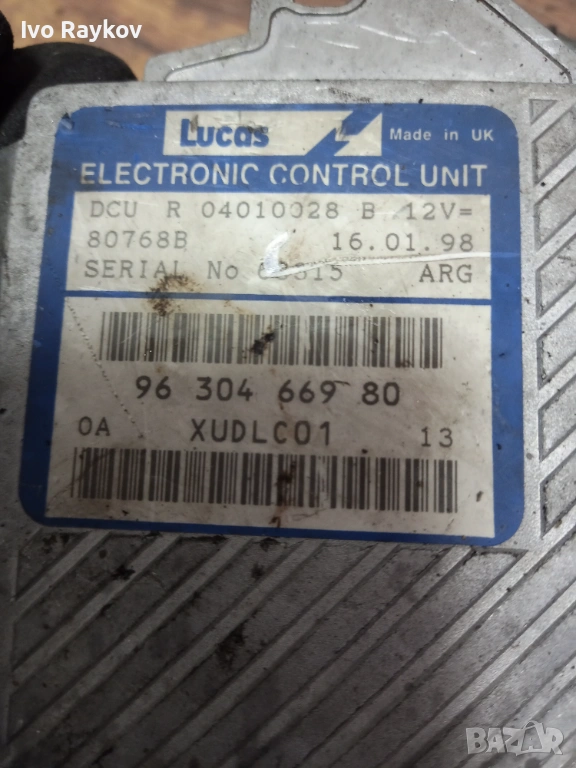 Ivo Raykov
Lucas Made in UK
ELECTRONIC CONTROL UNIT
DCU R 04010028 B 12V=
80768B 16.01.98
SERIAL No ARG
96 304 669 80
0A XUDLC01 13
BAZAR